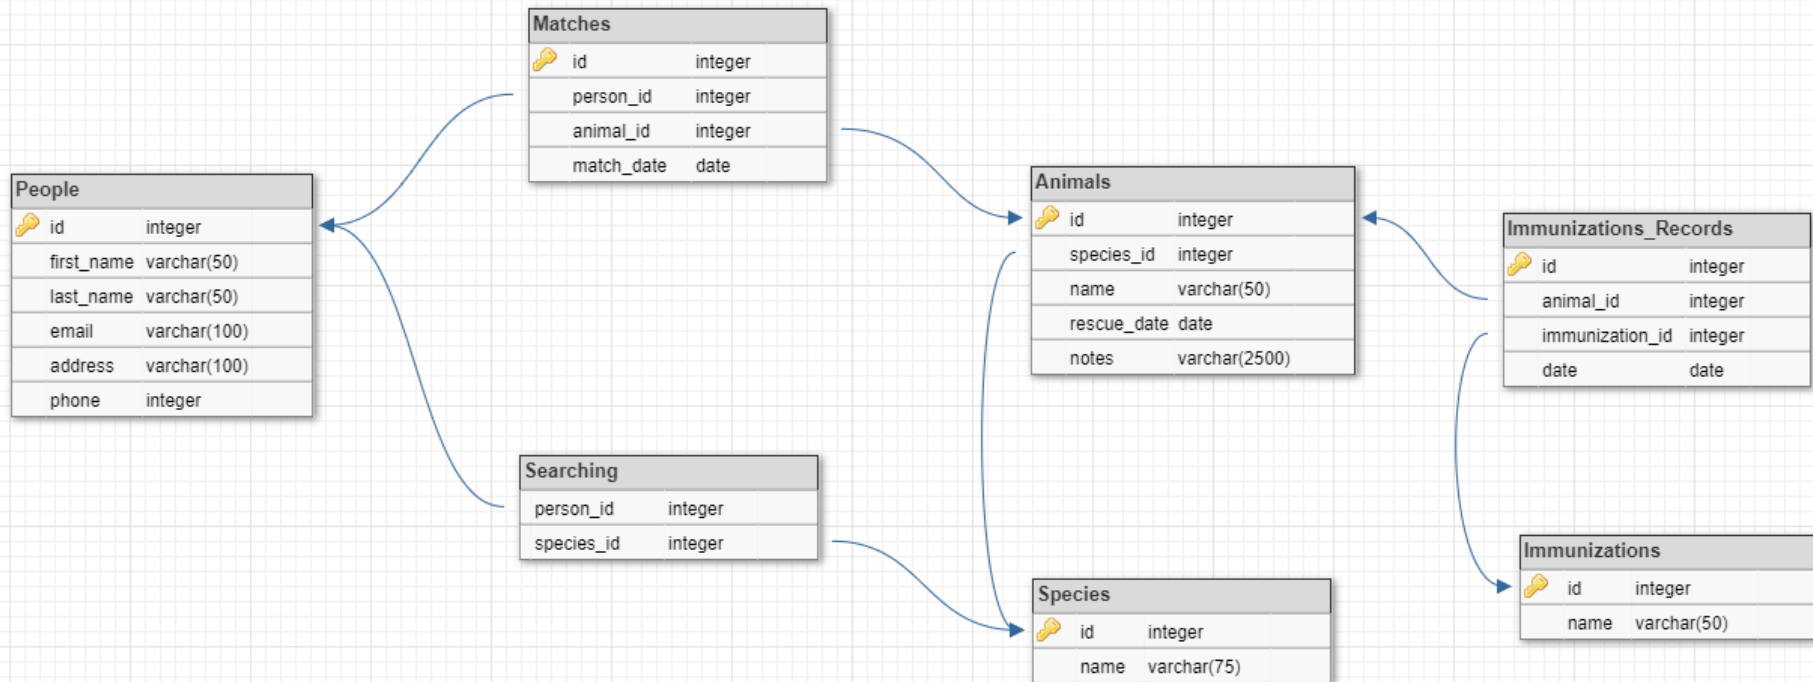 Matches
id integer
person_id integer
animal_id integer
match_date date
People
id integer
first_name varchar(50)
last_name varchar(50)
email varchar(100)
address varchar(100)
phone integer
Animals
id integer
species_id integer
name varchar(50)
rescue_date date
notes varchar(2500)
Immunizations_Records
id integer
animal_id integer
immunization_id integer
date date
Searching
person_id integer
species_id integer
Species
id integer
name varchar(75)
Immunizations
id integer
name varchar(50)